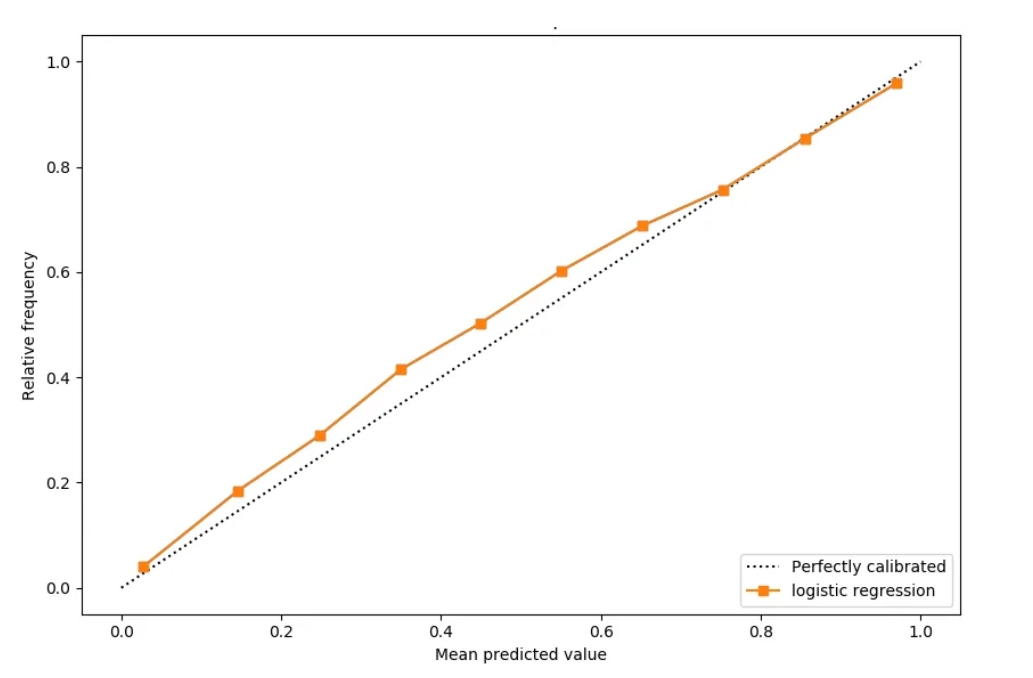 1.0
0.8
0.6
0.4
0.2
0.0
Relative frequency
0.0 0.2 0.4 0.6 0.8 1.0
Mean predicted value
Perfectly calibrated
logistic regression